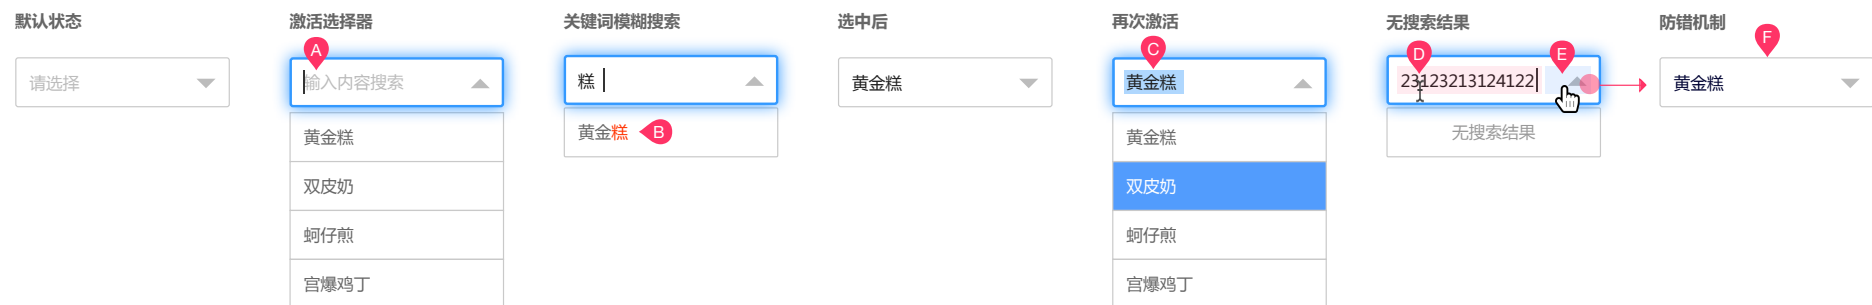 默认状态
请选择
激活选择器
A
输入内容搜索
黄金糕
双皮奶
蚵仔煎
宫爆鸡丁
关键词模糊搜索
糕
黄金糕
B
选中后
黄金糕
再次激活
C
黄金糕
黄金糕
双皮奶
蚵仔煎
宫爆鸡丁
无搜索结果
D
E
23123213124122
无搜索结果
防错机制
F
黄金糕